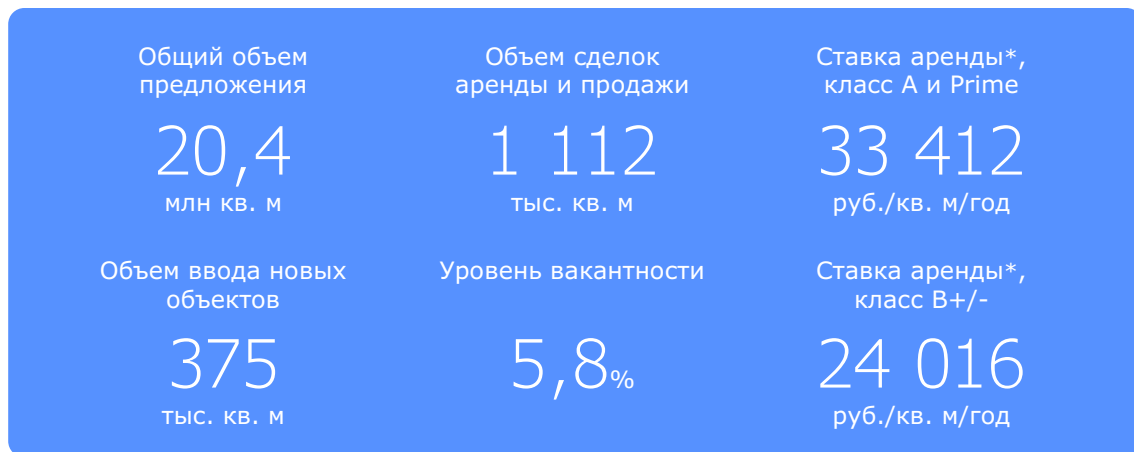 Общий объем
предложения
20,4
млн кв. м
Объем сделок
аренды и продажи
1 112
тыс. кв. м
Ставка аренды*,
класс А и Prime
33 412
руб./кв. м/год
Объем ввода новых
объектов
375
тыс. кв. м
Уровень вакантности
5,8%
Ставка аренды*,
класс В+/-
24 016
руб./кв. м/год